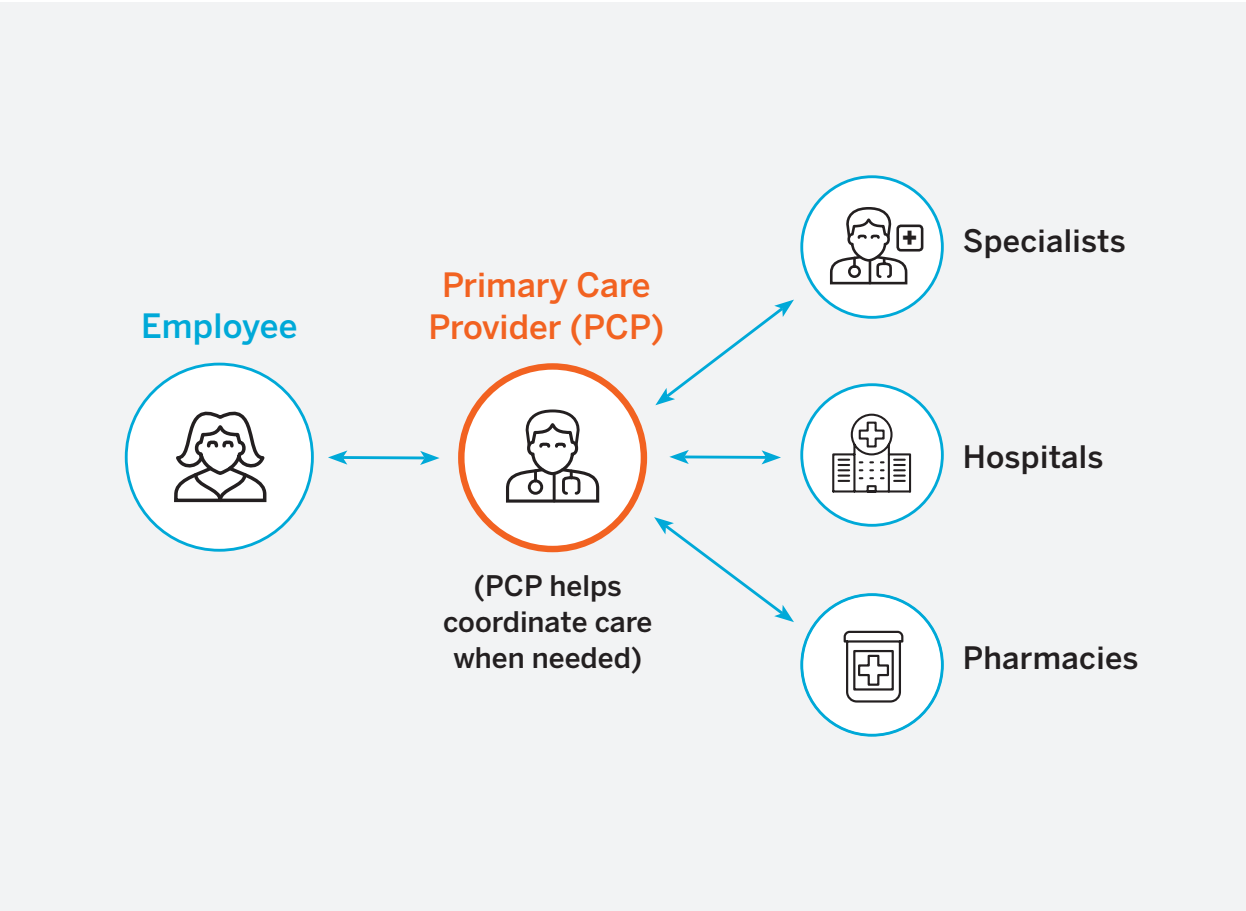 Employee
Primary Care
Provider (PCP)
(PCP helps
coordinate care
when needed)
Specialists
Hospitals
Pharmacies